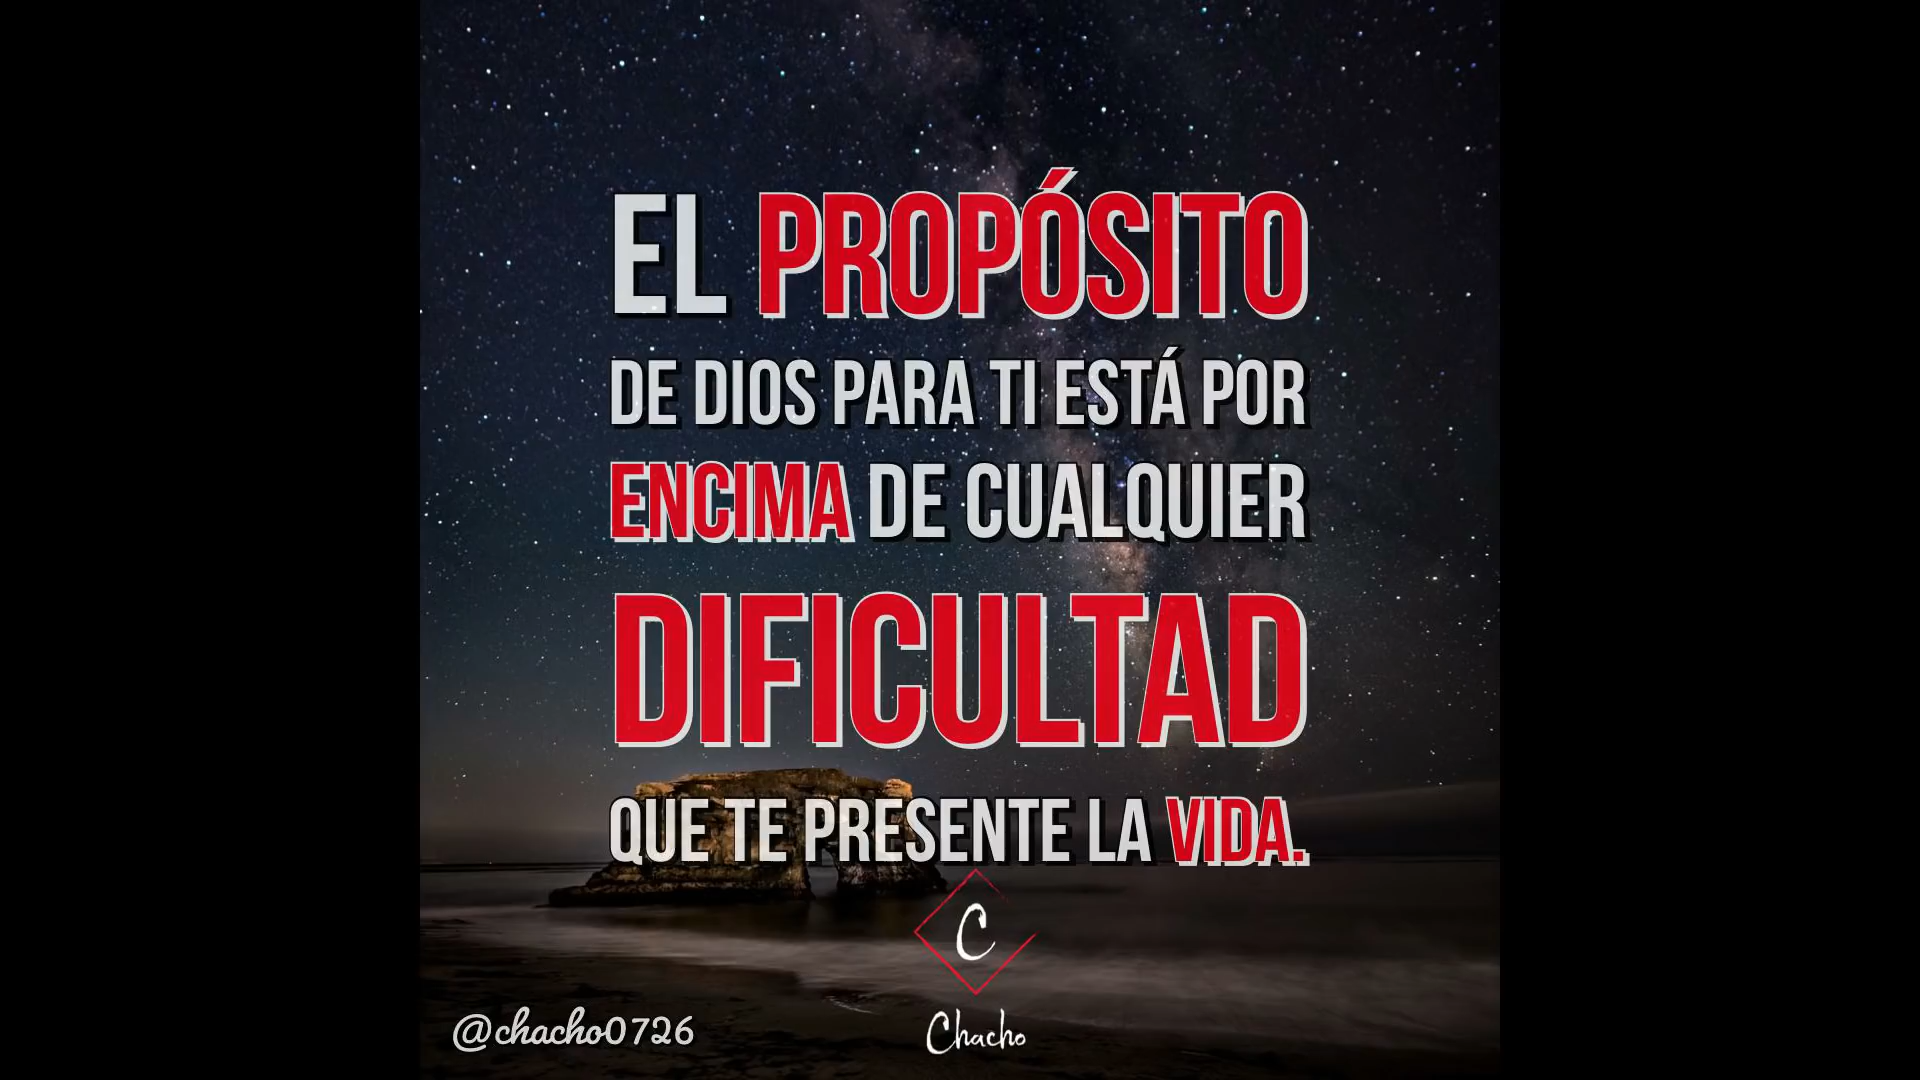 EL PROPÓSITO
DE DIOS PARA TI ESTÁ POR
ENCIMA DE CUALQUIER
DIFICULTAD
QUE TE PRESENTE LA VIDA.
C
Chacho
@chacho0726